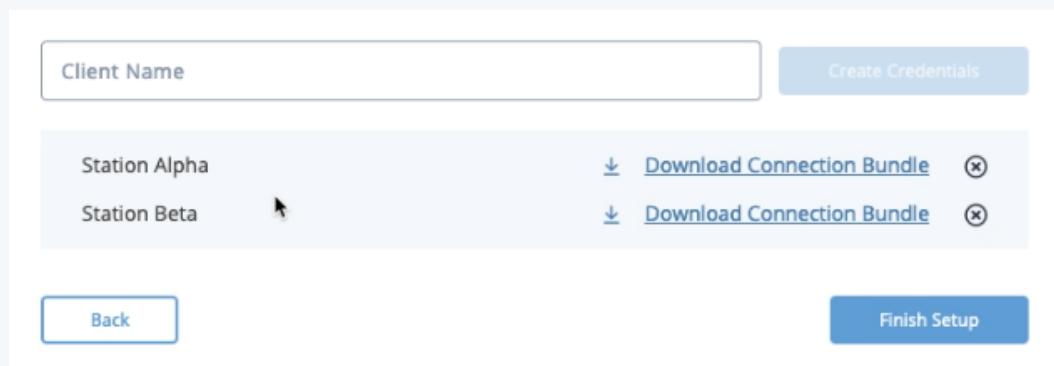 Client Name
Create Credentials
Station Alpha Download Connection Bundle
Station Beta Download Connection Bundle
Back
Finish Setup